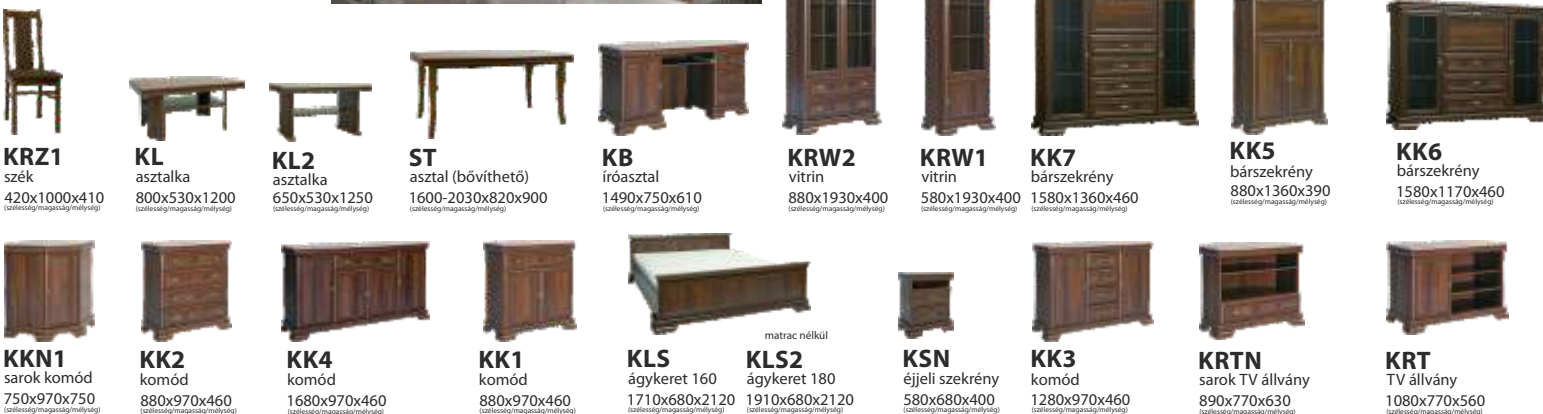 KRZ1
szék
420x1000x410
(szélesség/magasság/mélység)
KL
asztalka
800x530x1200
(szélesség/magasság/mélység)
KL2
asztalka
650x530x1250
(szélesség/magasság/mélység)
ST
asztal (bővíthető)
1600-2030x820x900
(szélesség/magasság/mélység)
KB
íróasztal
1490x750x610
(szélesség/magasság/mélység)
KRW2
vitrin
880x1930x400
(szélesség/magasság/mélység)
KRW1
vitrin
580x1930x400
(szélesség/magasság/mélység)
KK7
bárszekrény
1580x1360x460
(szélesség/magasság/mélység)
KK5
bárszekrény
880x1360x390
(szélesség/magasság/mélység)
KK6
bárszekrény
1580x1170x460
(szélesség/magasság/mélység)
KKN1
sarok komód
750x970x750
(szélesség/magasság/mélység)
KK2
komód
880x970x460
(szélesség/magasság/mélység)
KK4
komód
1680x970x460
(szélesség/magasság/mélység)
KK1
komód
880x970x460
(szélesség/magasság/mélység)
KLS
ágykeret 160
1710x680x2120
(szélesség/magasság/mélység)
matrac nélkül
KLS2
ágykeret 180
1910x680x2120
(szélesség/magasság/mélység)
KSN
éjjeli szekrény
580x680x400
(szélesség/magasság/mélység)
KK3
komód
1280x970x460
(szélesség/magasság/mélység)
KRTN
sarok TV állvány
890x770x630
(szélesség/magasság/mélység)
KRT
TV állvány
1080x770x560
(szélesség/magasság/mélység)